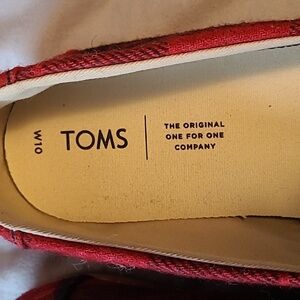 W10
TOMS
THE ORIGINAL
ONE FOR ONE
COMPANY